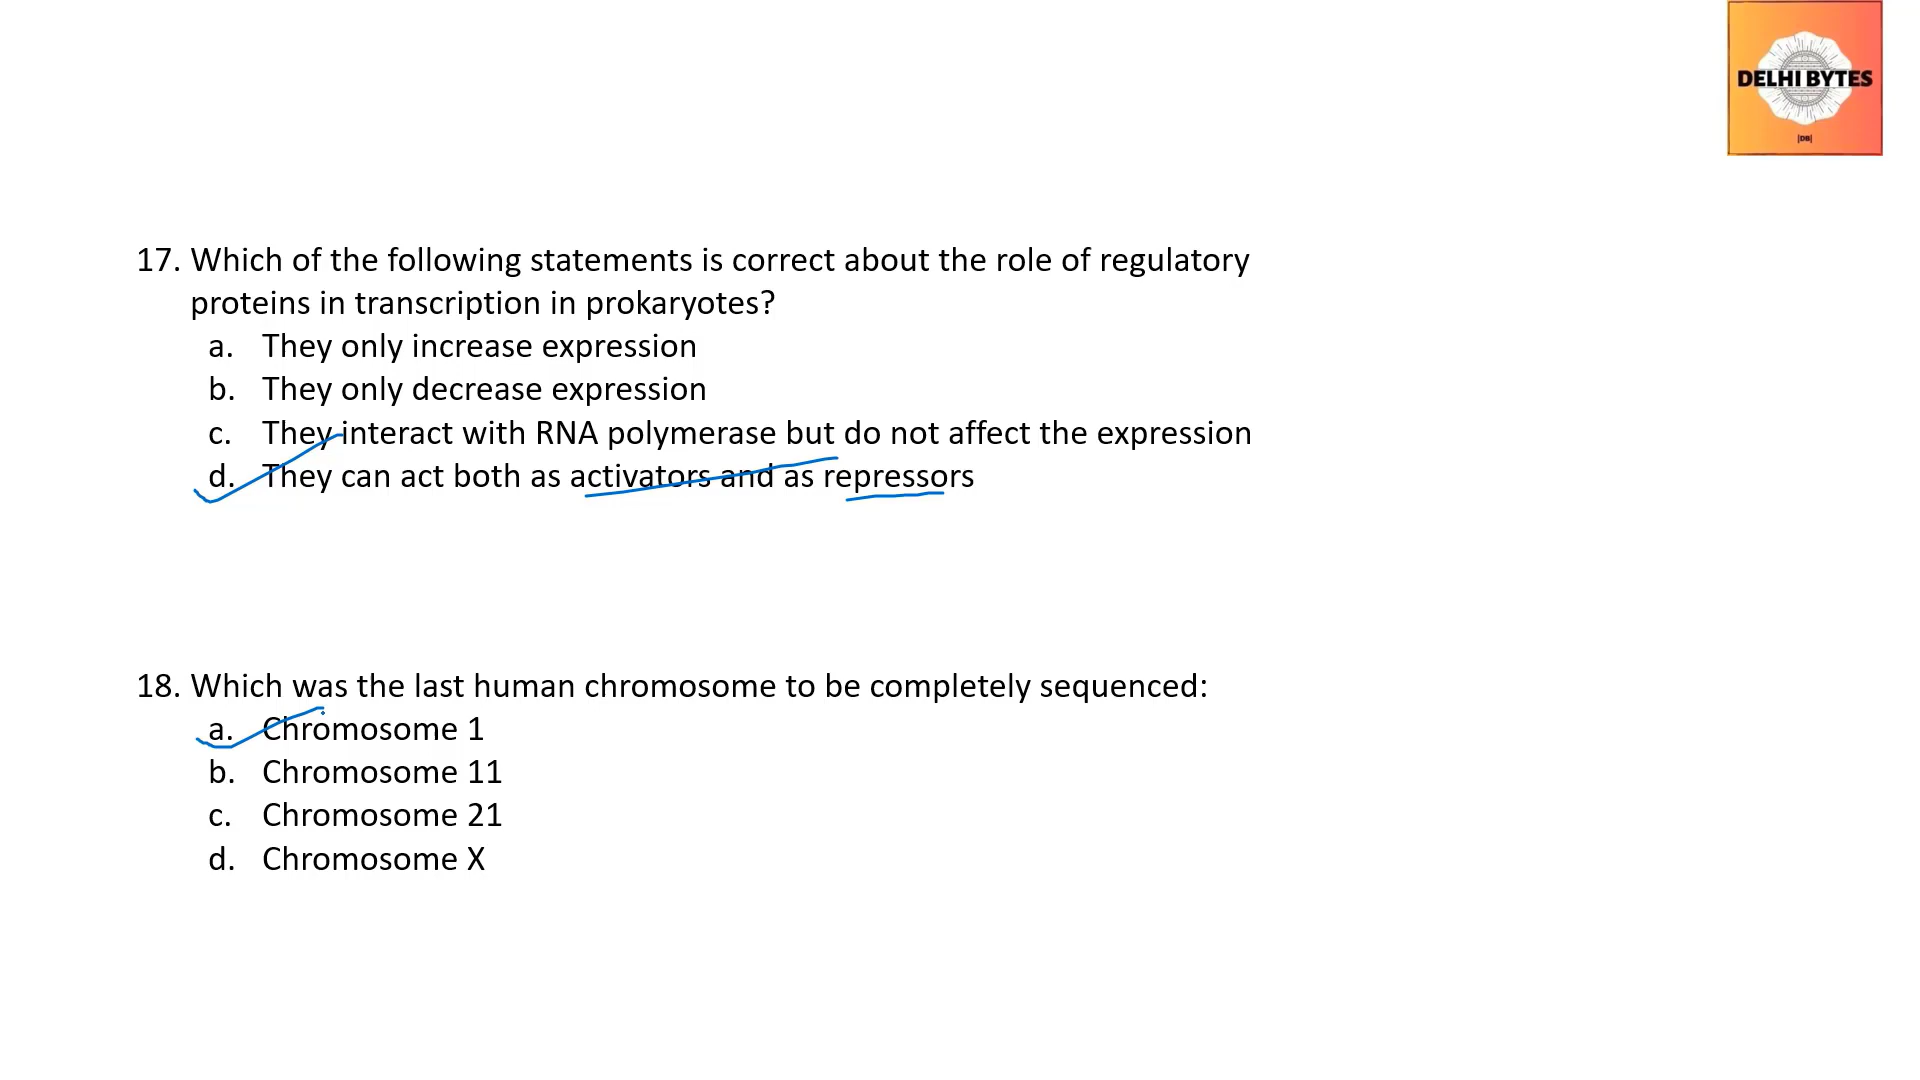 DELHI BYTES
|DB|
17. Which of the following statements is correct about the role of regulatory
proteins in transcription in prokaryotes?
a. They only increase expression
b. They only decrease expression
c. They interact with RNA polymerase but do not affect the expression
d. They can act both as activators and as repressors
18. Which was the last human chromosome to be completely sequenced:
a. Chromosome 1
b. Chromosome 11
c. Chromosome 21
d. Chromosome X